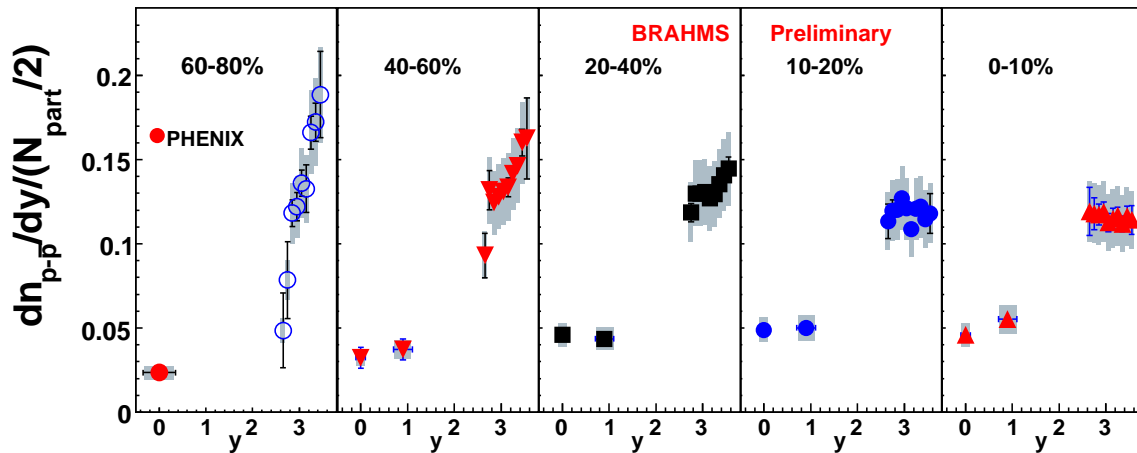 BRAHMS Preliminary
60-80% 40-60% 20-40% 10-20% 0-10%
PHENIX
dn_{p-p}/dy/(N_{part}/2)
0.2
0.15
0.1
0.05
0
0 1 2 3 0 1 2 3 0 1 2 3 0 1 2 3 0 1 2 3
y y y y y